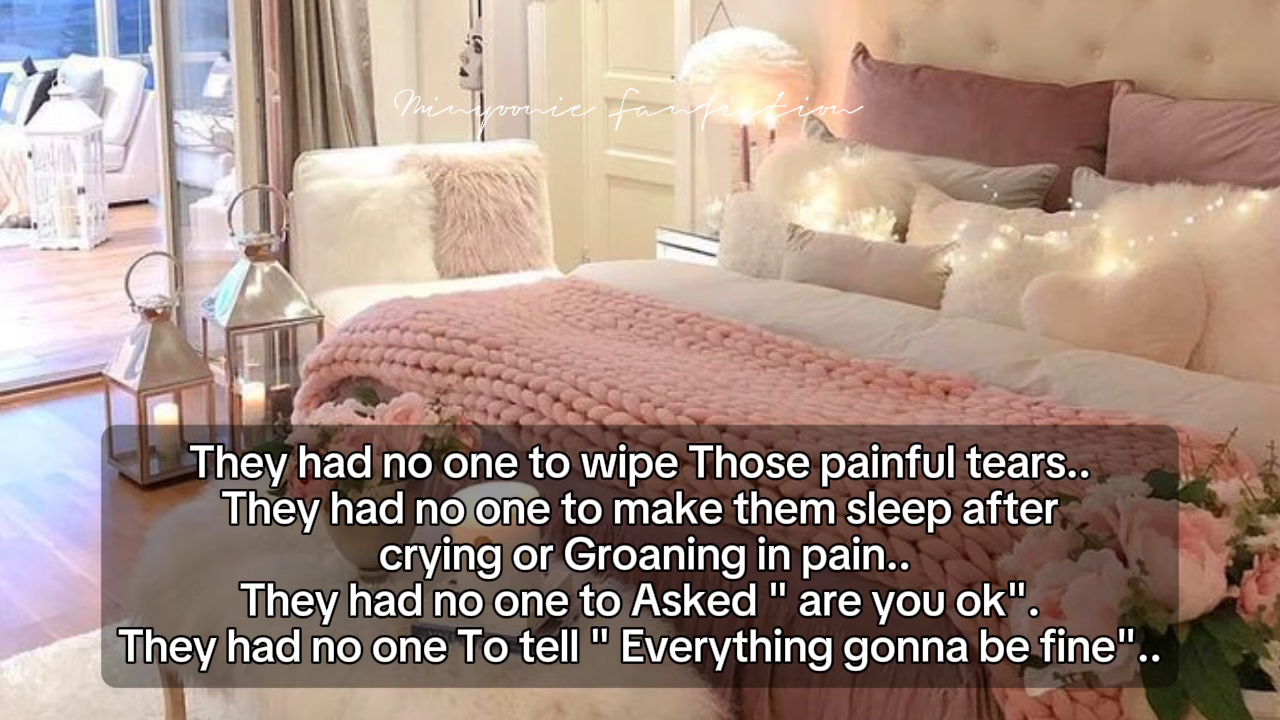 Minyoonie fanfiction
They had no one to wipe Those painful tears..
They had no one to make them sleep after
crying or Groaning in pain..
They had no one to Asked " are you ok".
They had no one To tell " Everything gonna be fine"..